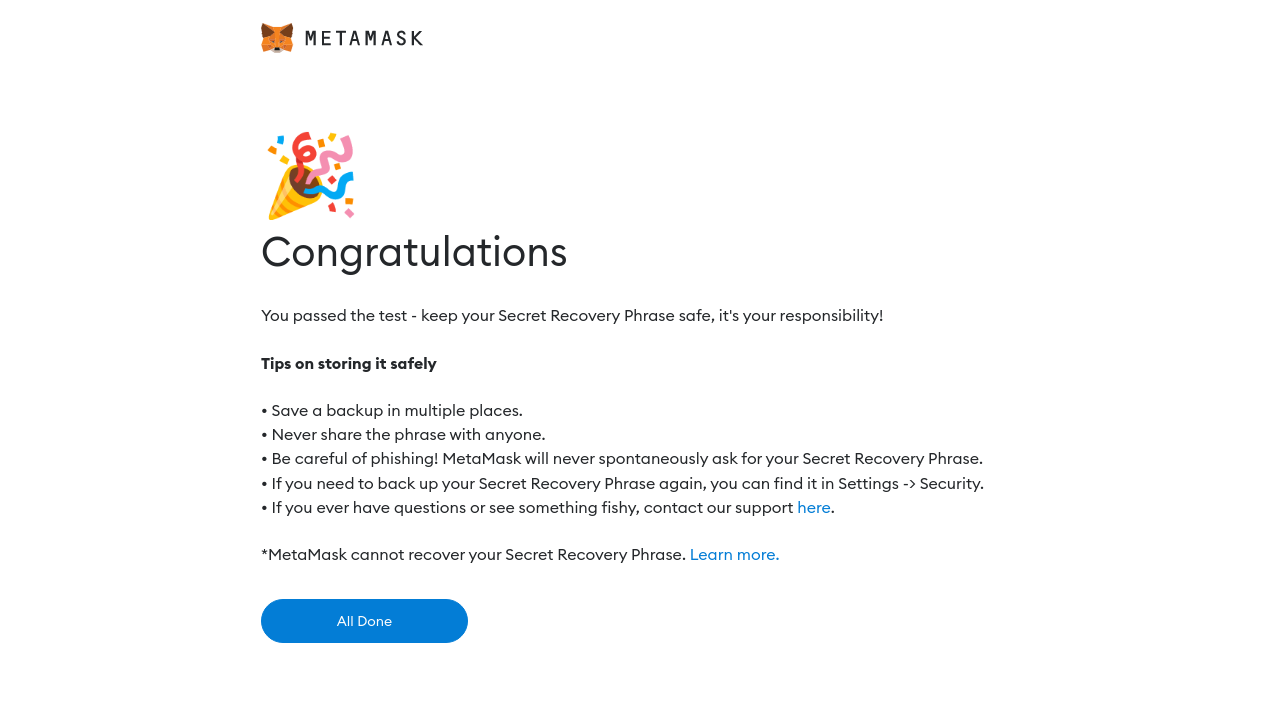 METAMASK
Congratulations
You passed the test - keep your Secret Recovery Phrase safe, it's your responsibility!
Tips on storing it safely
• Save a backup in multiple places.
• Never share the phrase with anyone.
• Be careful of phishing! MetaMask will never spontaneously ask for your Secret Recovery Phrase.
• If you need to back up your Secret Recovery Phrase again, you can find it in Settings -> Security.
• If you ever have questions or see something fishy, contact our support here.
*MetaMask cannot recover your Secret Recovery Phrase. Learn more.
All Done